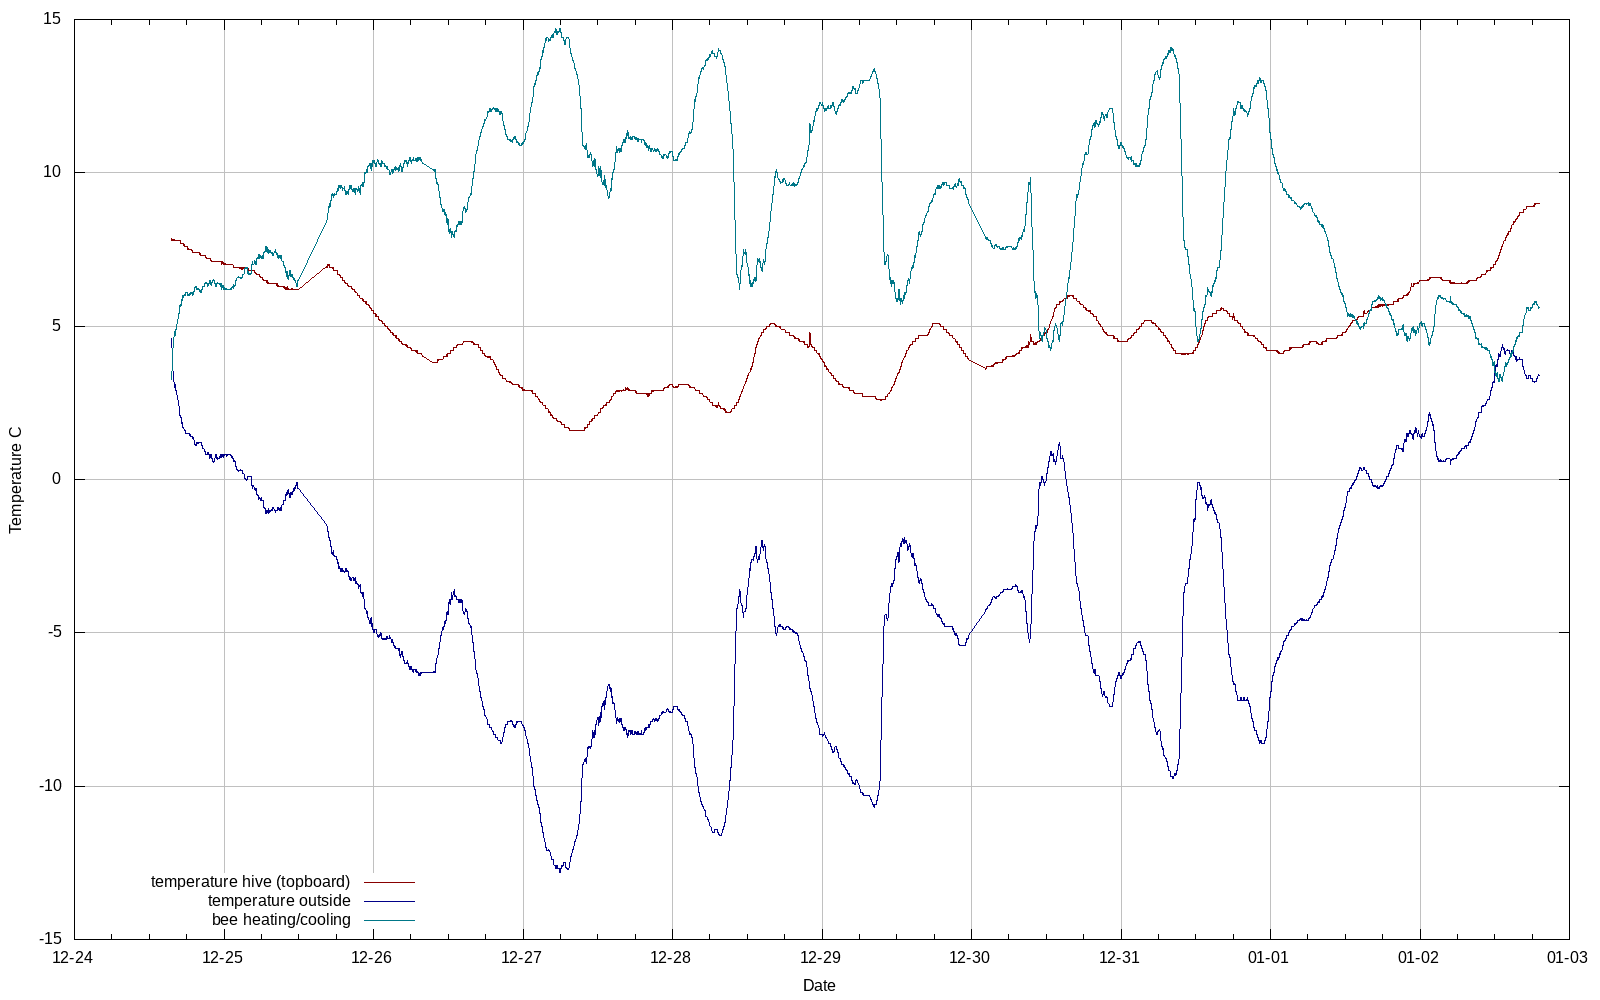 15
10
5
0
-5
-10
-15
Temperature C
temperature hive (topboard)
temperature outside
bee heating/cooling
12-24 12-25 12-26 12-27 12-28 12-29 12-30 12-31 01-01 01-02 01-03
Date